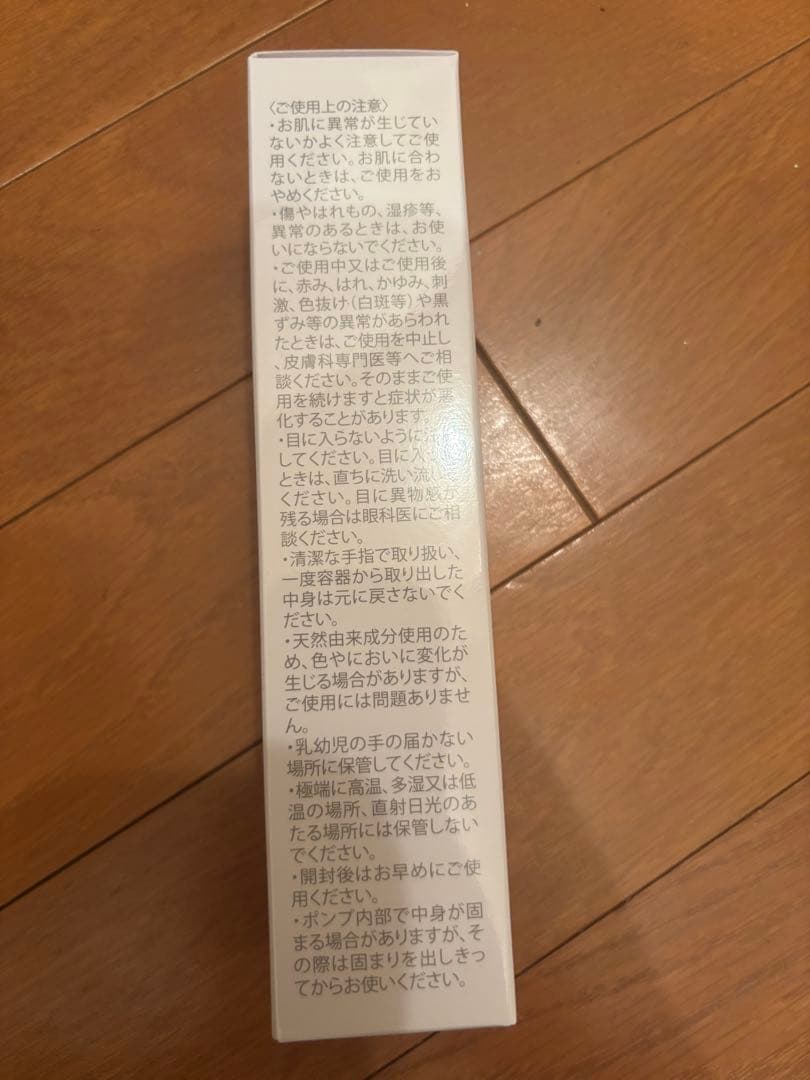 〈ご使用上の注意〉
・お肌に異常が生じてい
ないかよく注意してご使
用ください。お肌に合わ
ないときは、ご使用をお
やめください。
・傷やはれもの、湿疹等、
異常のあるときは、お使
いにならないでください。
・ご使用中又はご使用後
に、赤み、はれ、かゆみ、刺
激、色抜け(白斑等)や黒
ずみ等の異常があらわれ
たときは、ご使用を中止し
、皮膚科専門医等へご相
談ください。そのままご使
用を続けますと症状が悪
化することがあります。
・目に入らないように注意
してください。目に入った
ときは、直ちに洗い流して
ください。目に異物感が
残る場合は眼科医にご相
談ください。
・清潔な手指で取り扱い、
一度容器から取り出した
中身は元に戻さないでく
ださい。
・天然由来成分使用のた
め、色やにおいに変化が
生じる場合がありますが、
ご使用には問題ありませ
ん。
・乳幼児の手の届かない
場所に保管してください。
・極端に高温、多湿又は低
温の場所、直射日光のあ
たる場所には保管しない
でください。
・開封後はお早めにご使
用ください。
・ポンプ内部で中身が固
まる場合がありますが、そ
の際は固まりを出しきっ
てからお使いください。